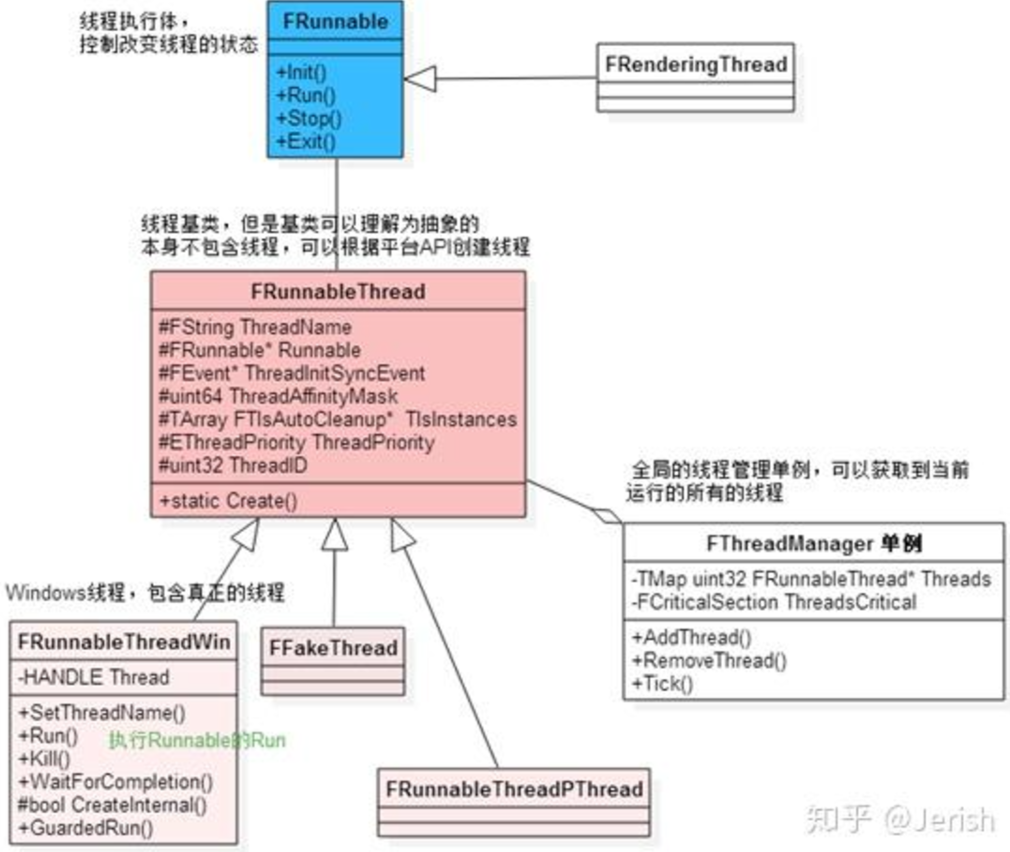 线程执行体，
控制改变线程的状态
FRunnable
+Init()
+Run()
+Stop()
+Exit()
FRenderingThread
线程基类，但是基类可以理解为抽象的
本身不包含线程，可以根据平台API创建线程
FRunnableThread
#FString ThreadName
#FRunnable* Runnable
#FEvent* ThreadInitSyncEvent
#uint64 ThreadAffinityMask
#TArray FTlsAutoCleanup* TlsInstances
#EThreadPriority ThreadPriority
#uint32 ThreadID
+static Create()
全局的线程管理单例，可以获取到当前
运行的所有的线程
FThreadManager 单例
-TMap uint32 FRunnableThread* Threads
-FCriticalSection ThreadsCritical
+AddThread()
+RemoveThread()
+Tick()
Windows线程，包含真正的线程
FRunnableThreadWin
-HANDLE Thread
+SetThreadName()
+Run()
执行Runnable的Run
+Kill()
+WaitForCompletion()
#bool CreateInternal()
+GuardedRun()
FFakeThread
FRunnableThreadPThread
知乎 @Jerish